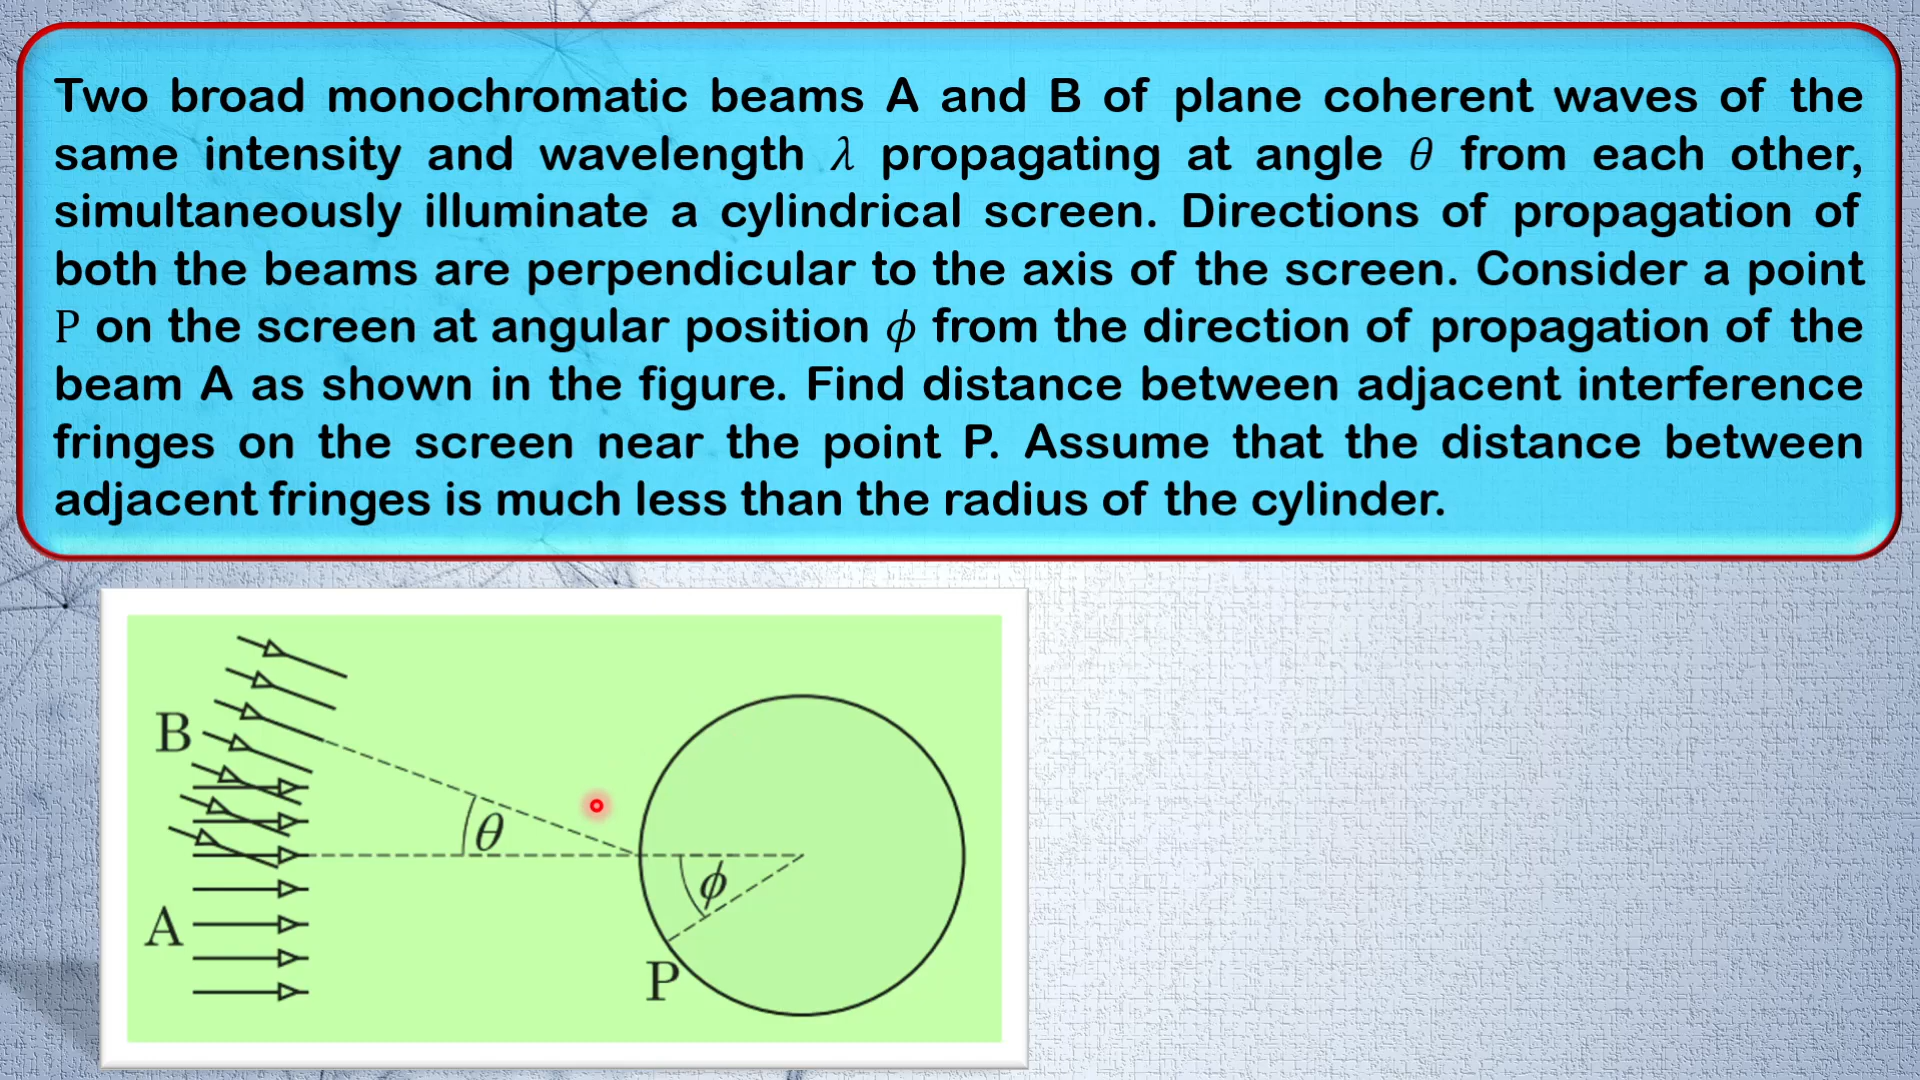 Two broad monochromatic beams A and B of plane coherent waves of the
same intensity and wavelength λ propagating at angle θ from each other,
simultaneously illuminate a cylindrical screen. Directions of propagation of
both the beams are perpendicular to the axis of the screen. Consider a point
P on the screen at angular position ϕ from the direction of propagation of the
beam A as shown in the figure. Find distance between adjacent interference
fringes on the screen near the point P. Assume that the distance between
adjacent fringes is much less than the radius of the cylinder.
B
θ
ϕ
A
P